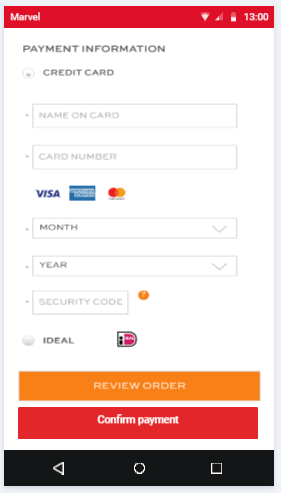 Marvel 13:00
PAYMENT INFORMATION
CREDIT CARD
* NAME ON CARD
* CARD NUMBER
VISA
* MONTH
* YEAR
* SECURITY CODE ?
IDEAL
REVIEW ORDER
Confirm payment